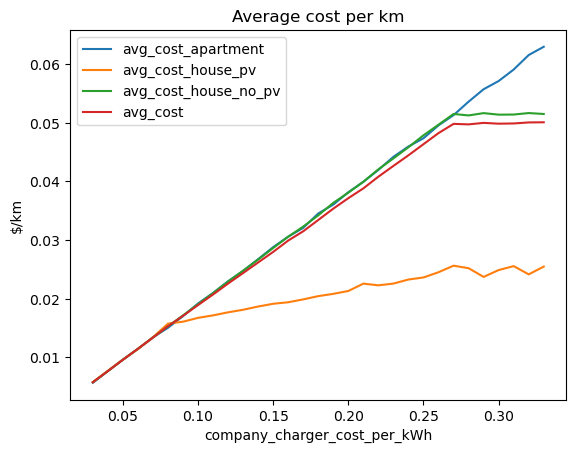 Average cost per km
avg_cost_apartment
avg_cost_house_pv
avg_cost_house_no_pv
avg_cost
$/km
0.06
0.05
0.04
0.03
0.02
0.01
0.05 0.10 0.15 0.20 0.25 0.30
company_charger_cost_per_kWh